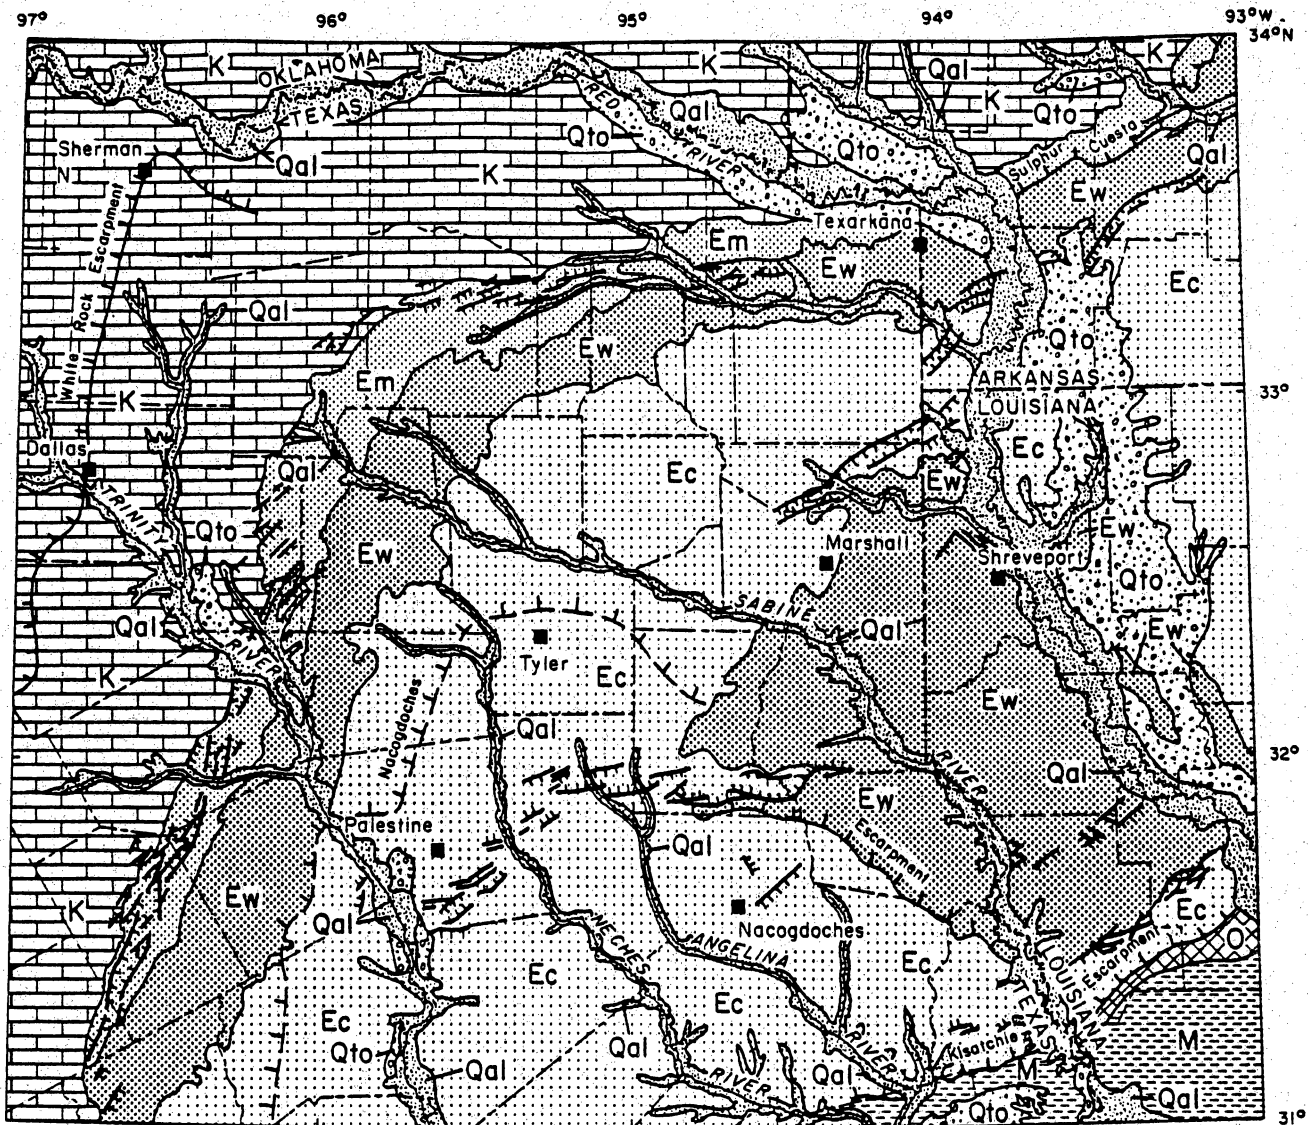 97° 96° 95° 94° 93°W.
34°N
K OKLAHOMA K Qal K
TEXAS RED Qal K Qto
Qto Qto Sulphur Cuesta
Sherman RIVER
N Qal K Qal
Ew
Texarkana
Em
Ew
Ec
White Rock Escarpment
Qal
Qto
Ew
Em
ARKANSAS 33°
K LOUISIANA
Dallas Ec
Qal Ec Ew
TRINITY
Qto Ew Ew
Marshall
Shreveport
Qto
SABINE
Qal Qal Ew
RIVER Tyler
K Ec
Ew
Nacogdoches
Qal
32°
RIVER Qal
Ew
Palestine Escarpment
Qal
Ew
K Qal Ec
Nacogdoches O
NECHES ANGELINA Escarpment
Ec Ec LOUISIANA
Ec TEXAS
Ec
Qto Qal RIVER Kisatchie M
Qal M
RIVER Qal
Qto Qal
31°